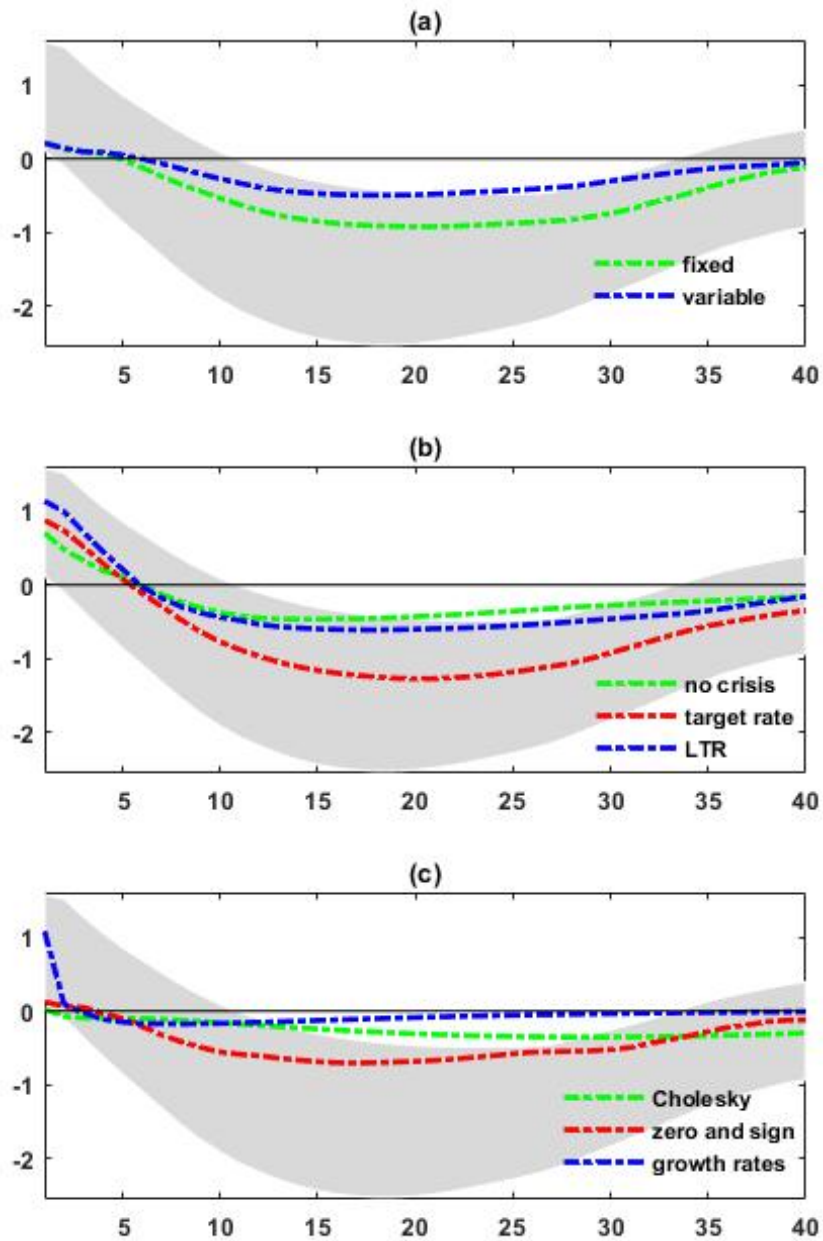 (a)
1
0
-1
-2
fixed
variable
5 10 15 20 25 30 35 40
(b)
1
0
-1
-2
no crisis
target rate
LTR
5 10 15 20 25 30 35 40
(c)
1
0
-1
-2
Cholesky
zero and sign
growth rates
5 10 15 20 25 30 35 40